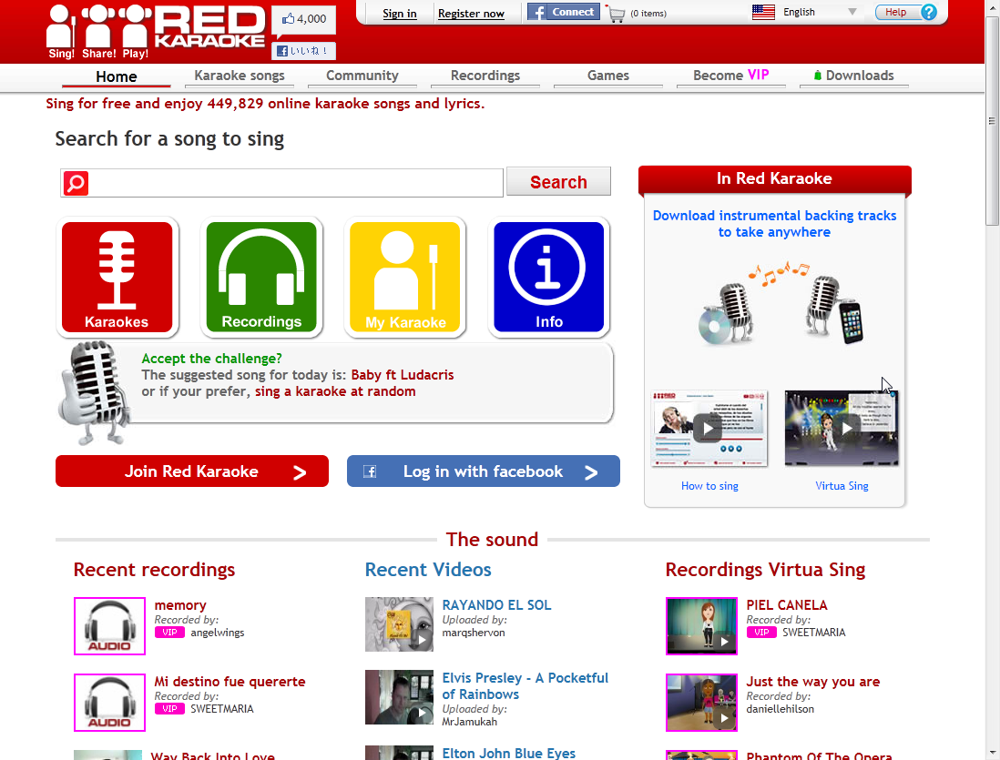 RED
KARAOKE
Sing! Share! Play!
4,000
いいね！
Sign in
Register now
Connect
(0 items)
English
Help ?
Home
Karaoke songs
Community
Recordings
Games
Become VIP
Downloads
Sing for free and enjoy 449,829 online karaoke songs and lyrics.
Search for a song to sing
Search
Karaokes
Recordings
My Karaoke
Info
Accept the challenge?
The suggested song for today is: Baby ft Ludacris
or if your prefer, sing a karaoke at random
Join Red Karaoke >
Log in with facebook >
In Red Karaoke
Download instrumental backing tracks
to take anywhere
How to sing
Virtua Sing
The sound
Recent recordings
AUDIO
memory
Recorded by:
VIP angelwings
AUDIO
Mi destino fue quererte
Recorded by:
VIP SWEETMARIA
Way Back Into Love
Recent Videos
RAYANDO EL SOL
Uploaded by:
marqshervon
Elvis Presley - A Pocketful
of Rainbows
Uploaded by:
MrJamukah
Elton John Blue Eyes
Recordings Virtua Sing
PIEL CANELA
Recorded by:
VIP SWEETMARIA
Just the way you are
Recorded by:
daniellehilson
Phantom Of The Opera